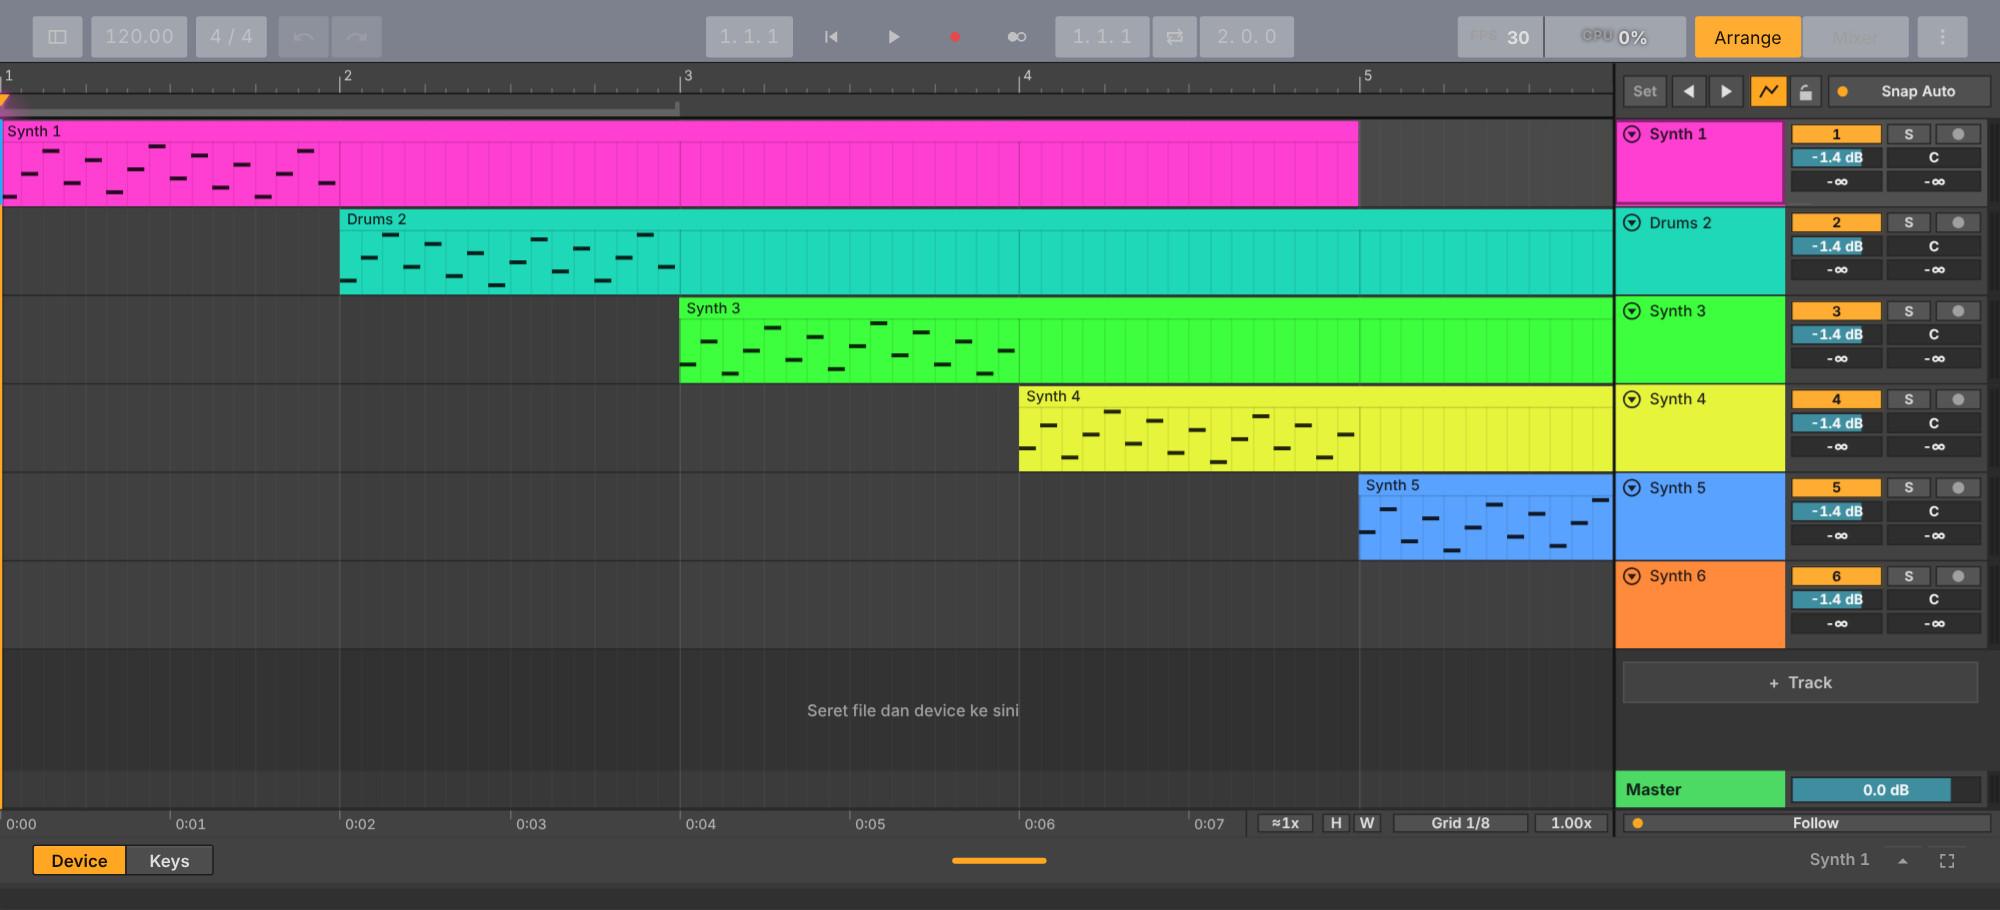 120.00 4 / 4 1. 1. 1 1. 1. 1 2. 0. 0 FPS 30 CPU 0% Arrange Mixer
1 2 3 4 5 Set Snap Auto
Synth 1 Synth 1 1 S
-1.4 dB C
-∞ -∞
Drums 2 Drums 2 2 S
-1.4 dB C
-∞ -∞
Synth 3 Synth 3 3 S
-1.4 dB C
-∞ -∞
Synth 4 Synth 4 4 S
-1.4 dB C
-∞ -∞
Synth 5 Synth 5 5 S
-1.4 dB C
-∞ -∞
Synth 6 6 S
-1.4 dB C
-∞ -∞
+ Track
Seret file dan device ke sini
Master 0.0 dB
0:00 0:01 0:02 0:03 0:04 0:05 0:06 0:07 ≈1x H W Grid 1/8 1.00x Follow
Device Keys Synth 1